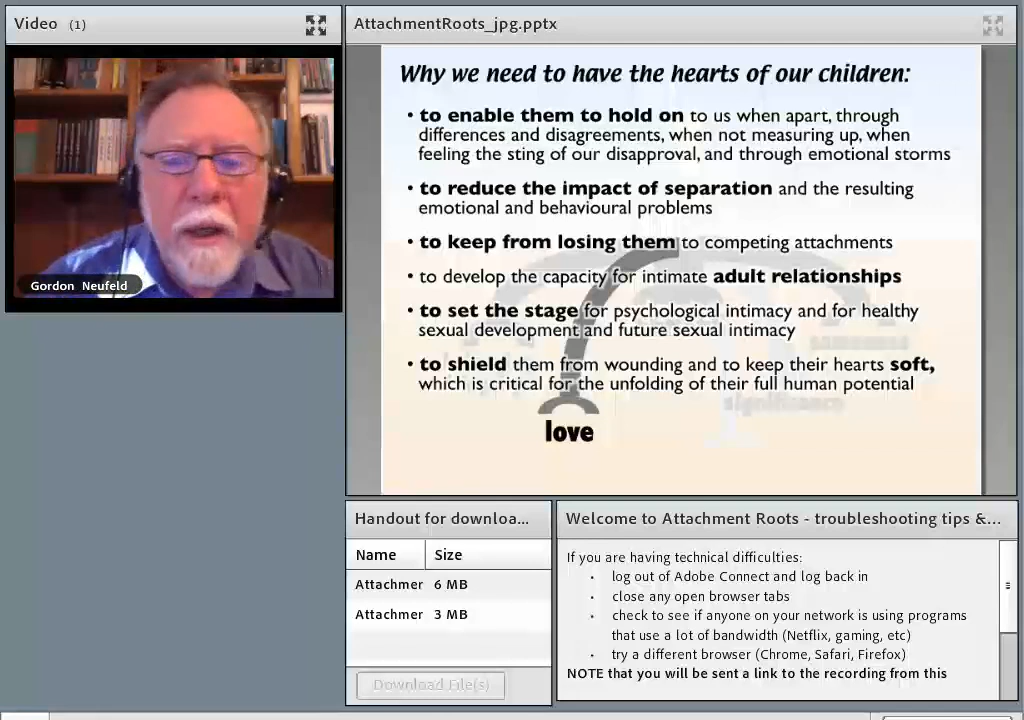 Video (1)
Gordon Neufeld
AttachmentRoots_jpg.pptx
Why we need to have the hearts of our children:
• to enable them to hold on to us when apart, through
differences and disagreements, when not measuring up, when
feeling the sting of our disapproval, and through emotional storms
• to reduce the impact of separation and the resulting
emotional and behavioural problems
• to keep from losing them to competing attachments
• to develop the capacity for intimate adult relationships
• to set the stage for psychological intimacy and for healthy
sexual development and future sexual intimacy
• to shield them from wounding and to keep their hearts soft,
which is critical for the unfolding of their full human potential
significance
love
Handout for downloa...
Name Size
Attachmer 6 MB
Attachmer 3 MB
Download File(s)
Welcome to Attachment Roots - troubleshooting tips &...
If you are having technical difficulties:
• log out of Adobe Connect and log back in
• close any open browser tabs
• check to see if anyone on your network is using programs
that use a lot of bandwidth (Netflix, gaming, etc)
• try a different browser (Chrome, Safari, Firefox)
NOTE that you will be sent a link to the recording from this